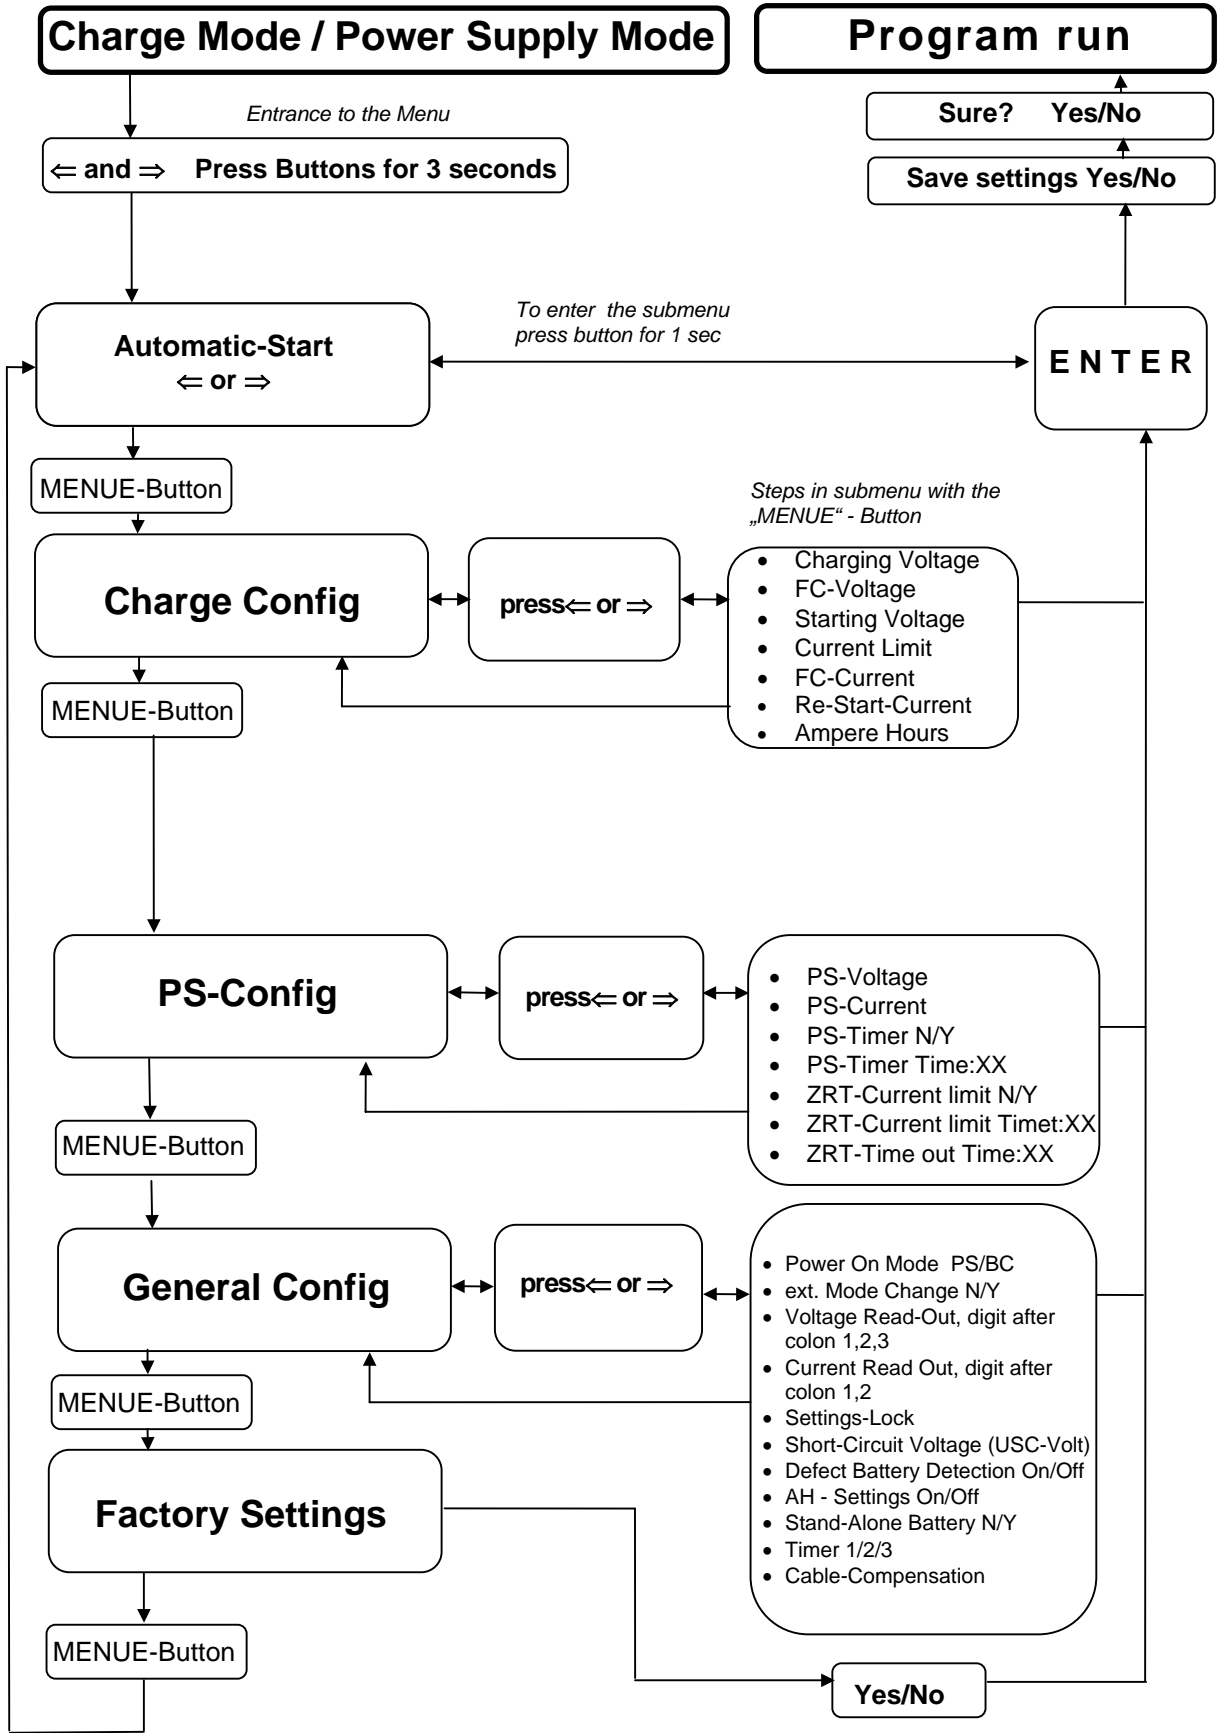 Charge Mode / Power Supply Mode
Program run
Entrance to the Menu
Sure? Yes/No
⇐ and ⇒ Press Buttons for 3 seconds
Save settings Yes/No
Automatic-Start
⇐ or ⇒
To enter the submenu
press button for 1 sec
E N T E R
MENUE-Button
Steps in submenu with the
„MENUE“ - Button
Charge Config
press⇐ or ⇒
• Charging Voltage
• FC-Voltage
• Starting Voltage
• Current Limit
• FC-Current
• Re-Start-Current
• Ampere Hours
MENUE-Button
PS-Config
press⇐ or ⇒
• PS-Voltage
• PS-Current
• PS-Timer N/Y
• PS-Timer Time:XX
• ZRT-Current limit N/Y
• ZRT-Current limit Timet:XX
• ZRT-Time out Time:XX
MENUE-Button
General Config
press⇐ or ⇒
• Power On Mode PS/BC
• ext. Mode Change N/Y
• Voltage Read-Out, digit after
colon 1,2,3
• Current Read Out, digit after
colon 1,2
• Settings-Lock
• Short-Circuit Voltage (USC-Volt)
• Defect Battery Detection On/Off
• AH - Settings On/Off
• Stand-Alone Battery N/Y
• Timer 1/2/3
• Cable-Compensation
MENUE-Button
Factory Settings
MENUE-Button
Yes/No